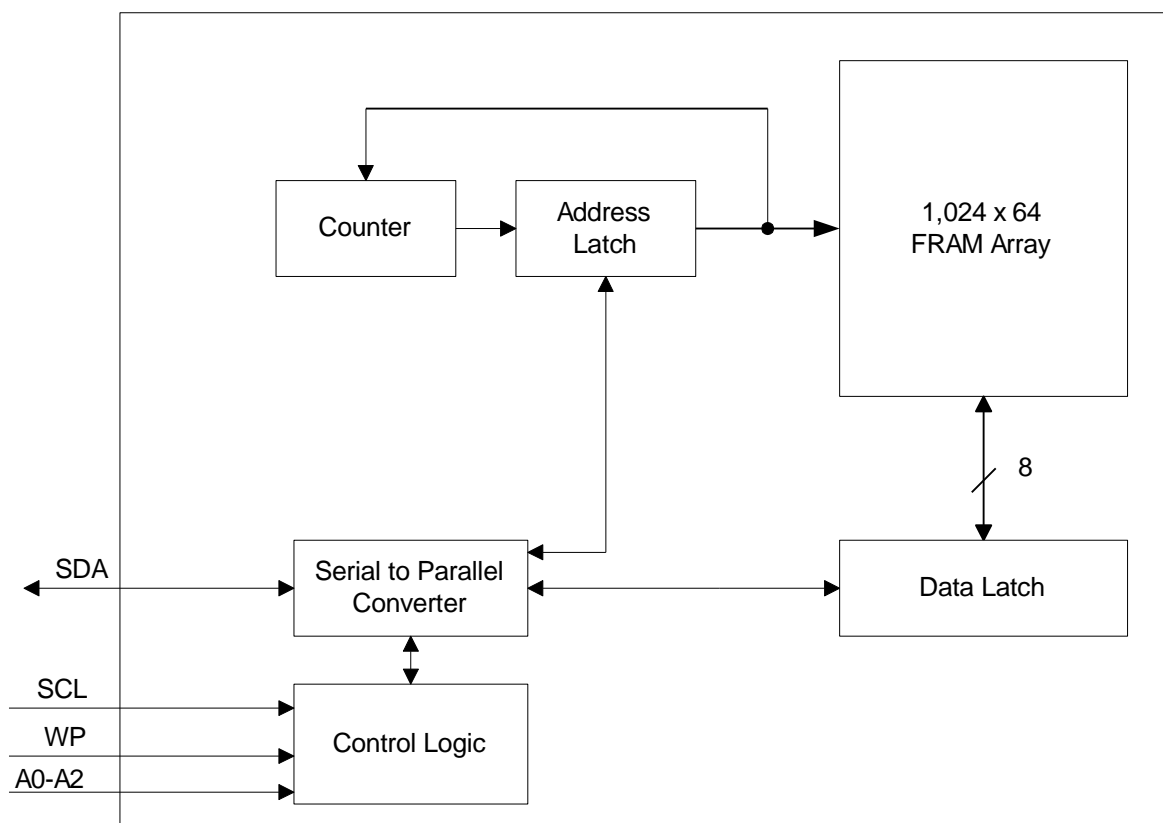 Counter
Address
Latch
1,024 x 64
FRAM Array
8
SDA
Serial to Parallel
Converter
Data Latch
SCL
WP
A0-A2
Control Logic